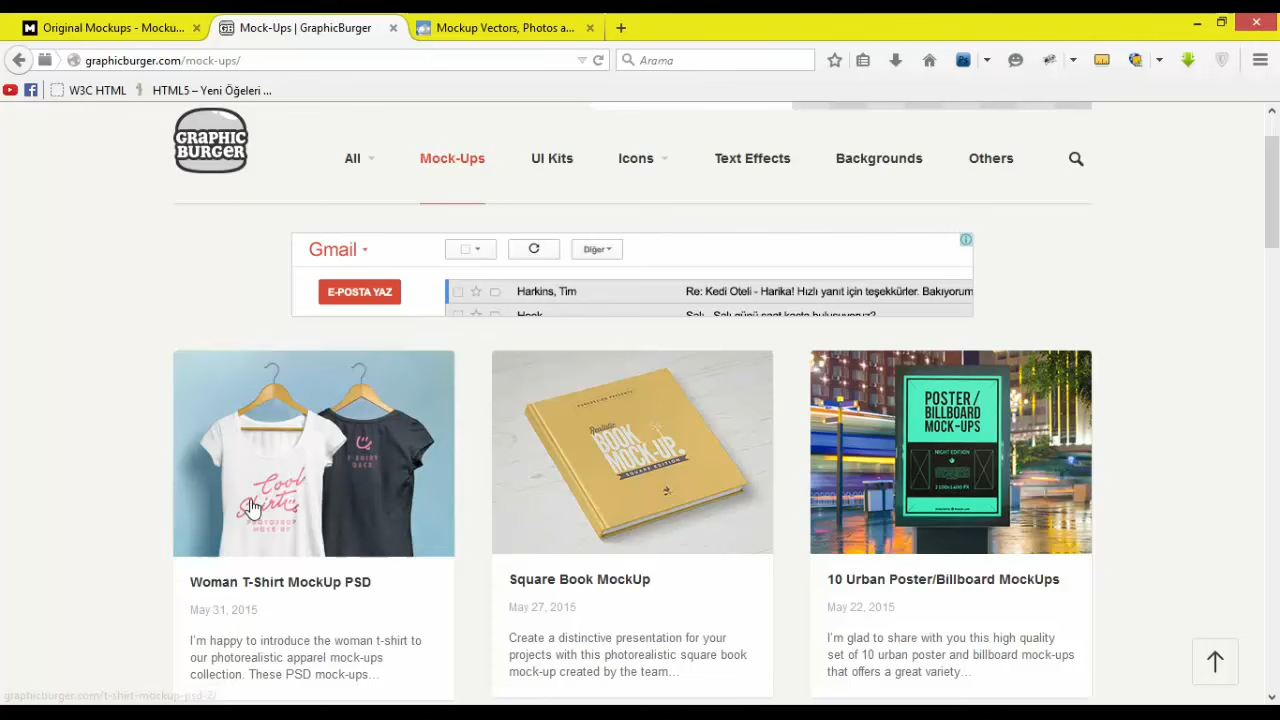 Original Mockups - Mocku...
Mock-Ups | GraphicBurger
Mockup Vectors, Photos a...
graphicburger.com/mock-ups/
Arama
W3C HTML
HTML5 – Yeni Öğeleri ...
GRAPHIC
BURGER
All
Mock-Ups
UI Kits
Icons
Text Effects
Backgrounds
Others
Gmail
Diğer
E-POSTA YAZ
Harkins, Tim
Re: Kedi Oteli - Harika! Hızlı yanıt için teşekkürler. Bakıyorum
Hook
Salı - Salı günü saat kaçta buluşuyoruz?
Cool
Shirts
PHOTOSHOP
MOCK UP
T-SHIRT
BACK
Realistic
BOOK
MOCK-UP
SQUARE EDITION
POSTER /
BILLBOARD
MOCK-UPS
NIGHT EDITION
Woman T-Shirt MockUp PSD
May 31, 2015
I'm happy to introduce the woman t-shirt to
our photorealistic apparel mock-ups
collection. These PSD mock-ups...
Square Book MockUp
May 27, 2015
Create a distinctive presentation for your
projects with this photorealistic square book
mock-up created by the team...
10 Urban Poster/Billboard MockUps
May 22, 2015
I'm glad to share with you this high quality
set of 10 urban poster and billboard mock-ups
that offers a great variety...
graphicburger.com/t-shirt-mockup-psd-2/